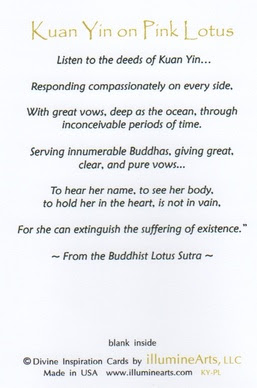 Kuan Yin on Pink Lotus
Listen to the deeds of Kuan Yin...
Responding compassionately on every side,
With great vows, deep as the ocean, through
inconceivable periods of time.
Serving innumerable Buddhas, giving great,
clear, and pure vows...
To hear her name, to see her body,
to hold her in the heart, is not in vain,
For she can extinguish the suffering of existence."
~ From the Buddhist Lotus Sutra ~
blank inside
© Divine Inspiration Cards by illumineArts, LLC
Made in USA www.illuminearts.com KY-PL